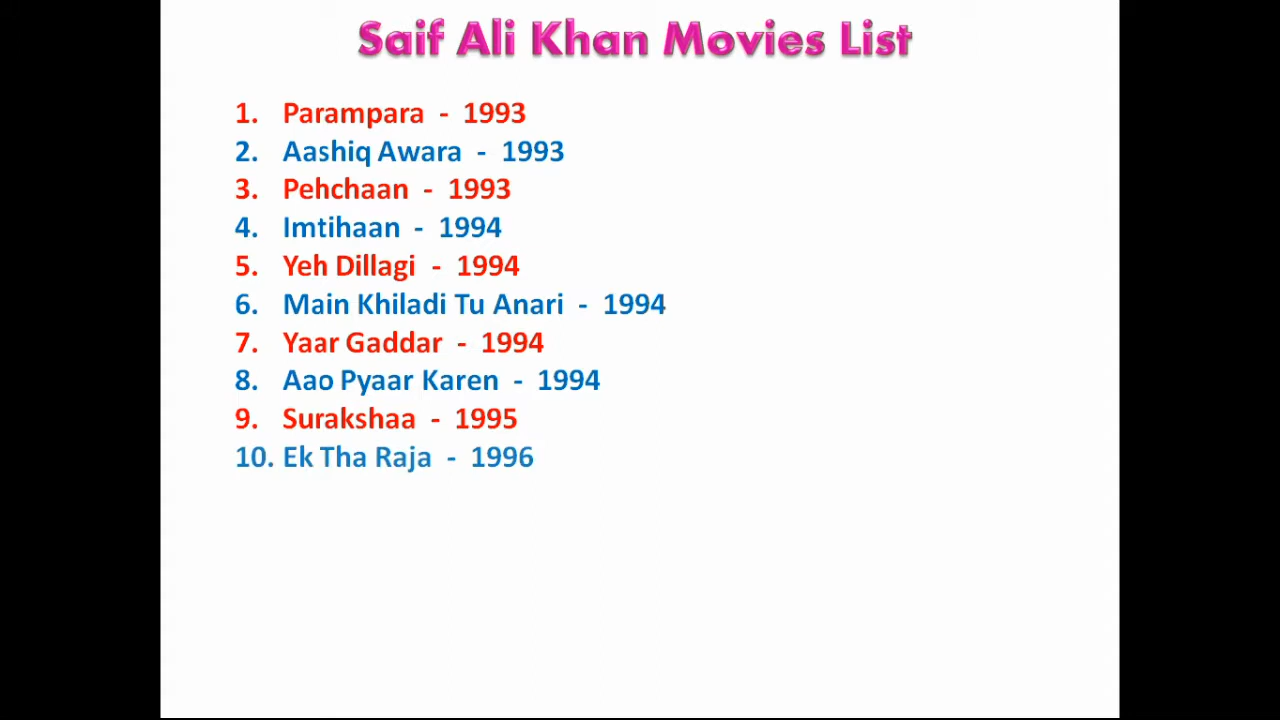 Saif Ali Khan Movies List
1. Parampara - 1993
2. Aashiq Awara - 1993
3. Pehchaan - 1993
4. Imtihaan - 1994
5. Yeh Dillagi - 1994
6. Main Khiladi Tu Anari - 1994
7. Yaar Gaddar - 1994
8. Aao Pyaar Karen - 1994
9. Surakshaa - 1995
10. Ek Tha Raja - 1996